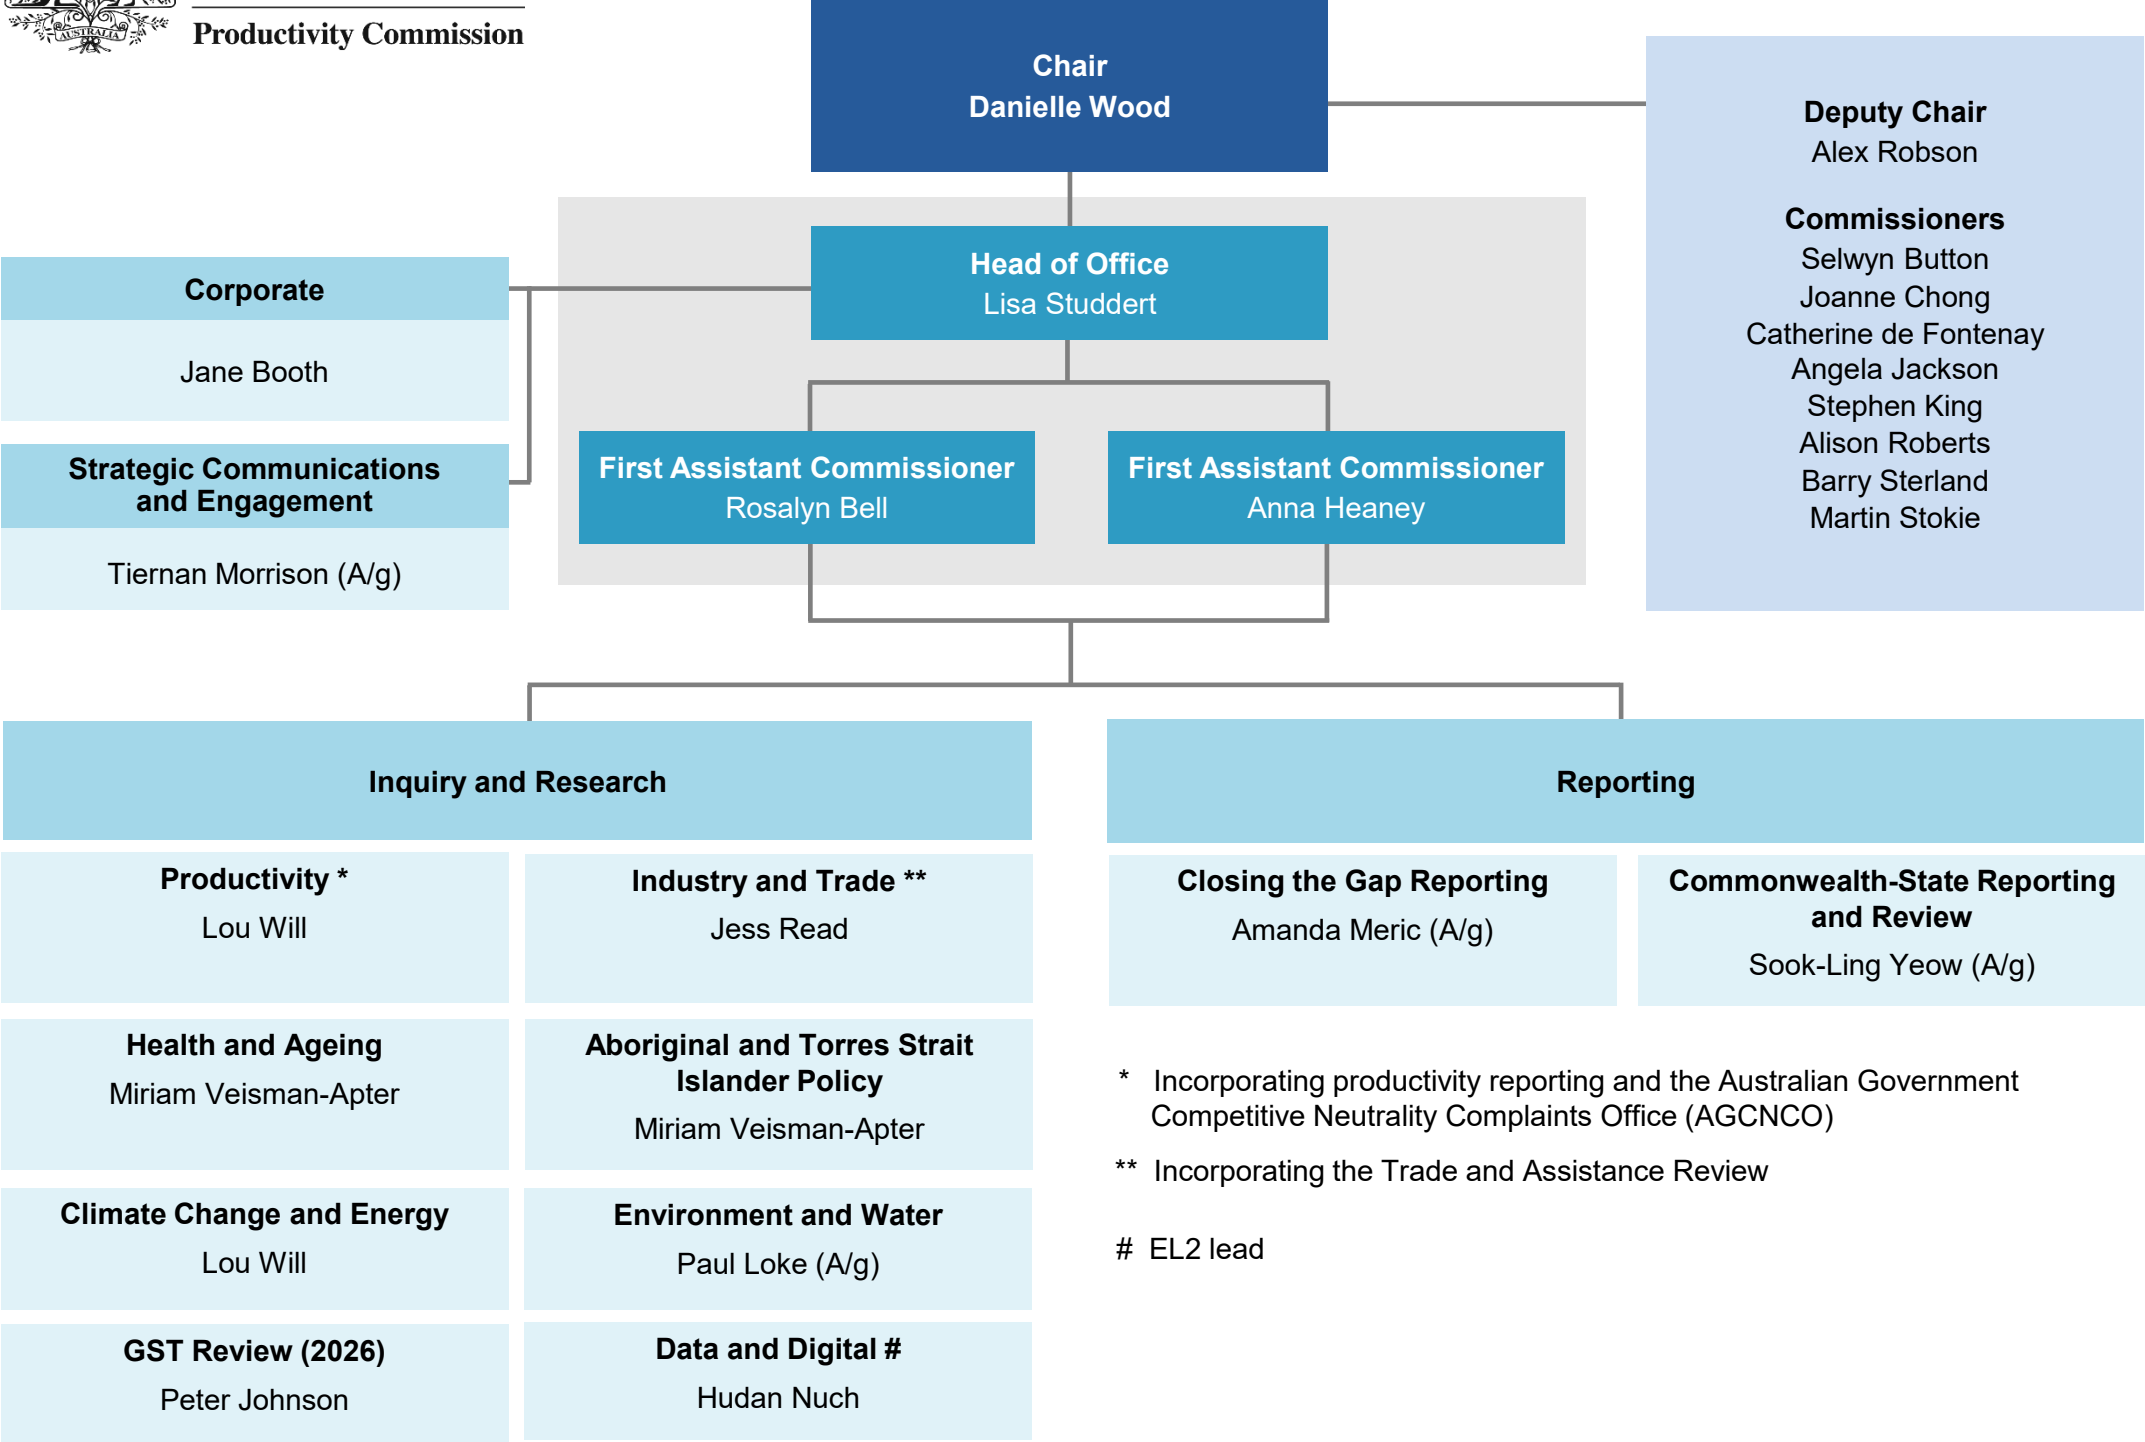 AUSTRALIA
Productivity Commission
Chair
Danielle Wood
Deputy Chair
Alex Robson
Commissioners
Selwyn Button
Joanne Chong
Catherine de Fontenay
Angela Jackson
Stephen King
Alison Roberts
Barry Sterland
Martin Stokie
Head of Office
Lisa Studdert
Corporate
Jane Booth
Strategic Communications
and Engagement
Tiernan Morrison (A/g)
First Assistant Commissioner
Rosalyn Bell
First Assistant Commissioner
Anna Heaney
Inquiry and Research
Productivity *
Lou Will
Industry and Trade **
Jess Read
Health and Ageing
Miriam Veisman-Apter
Aboriginal and Torres Strait
Islander Policy
Miriam Veisman-Apter
Climate Change and Energy
Lou Will
Environment and Water
Paul Loke (A/g)
GST Review (2026)
Peter Johnson
Data and Digital #
Hudan Nuch
Reporting
Closing the Gap Reporting
Amanda Meric (A/g)
Commonwealth-State Reporting
and Review
Sook-Ling Yeow (A/g)
* Incorporating productivity reporting and the Australian Government
Competitive Neutrality Complaints Office (AGCNCO)
** Incorporating the Trade and Assistance Review
# EL2 lead